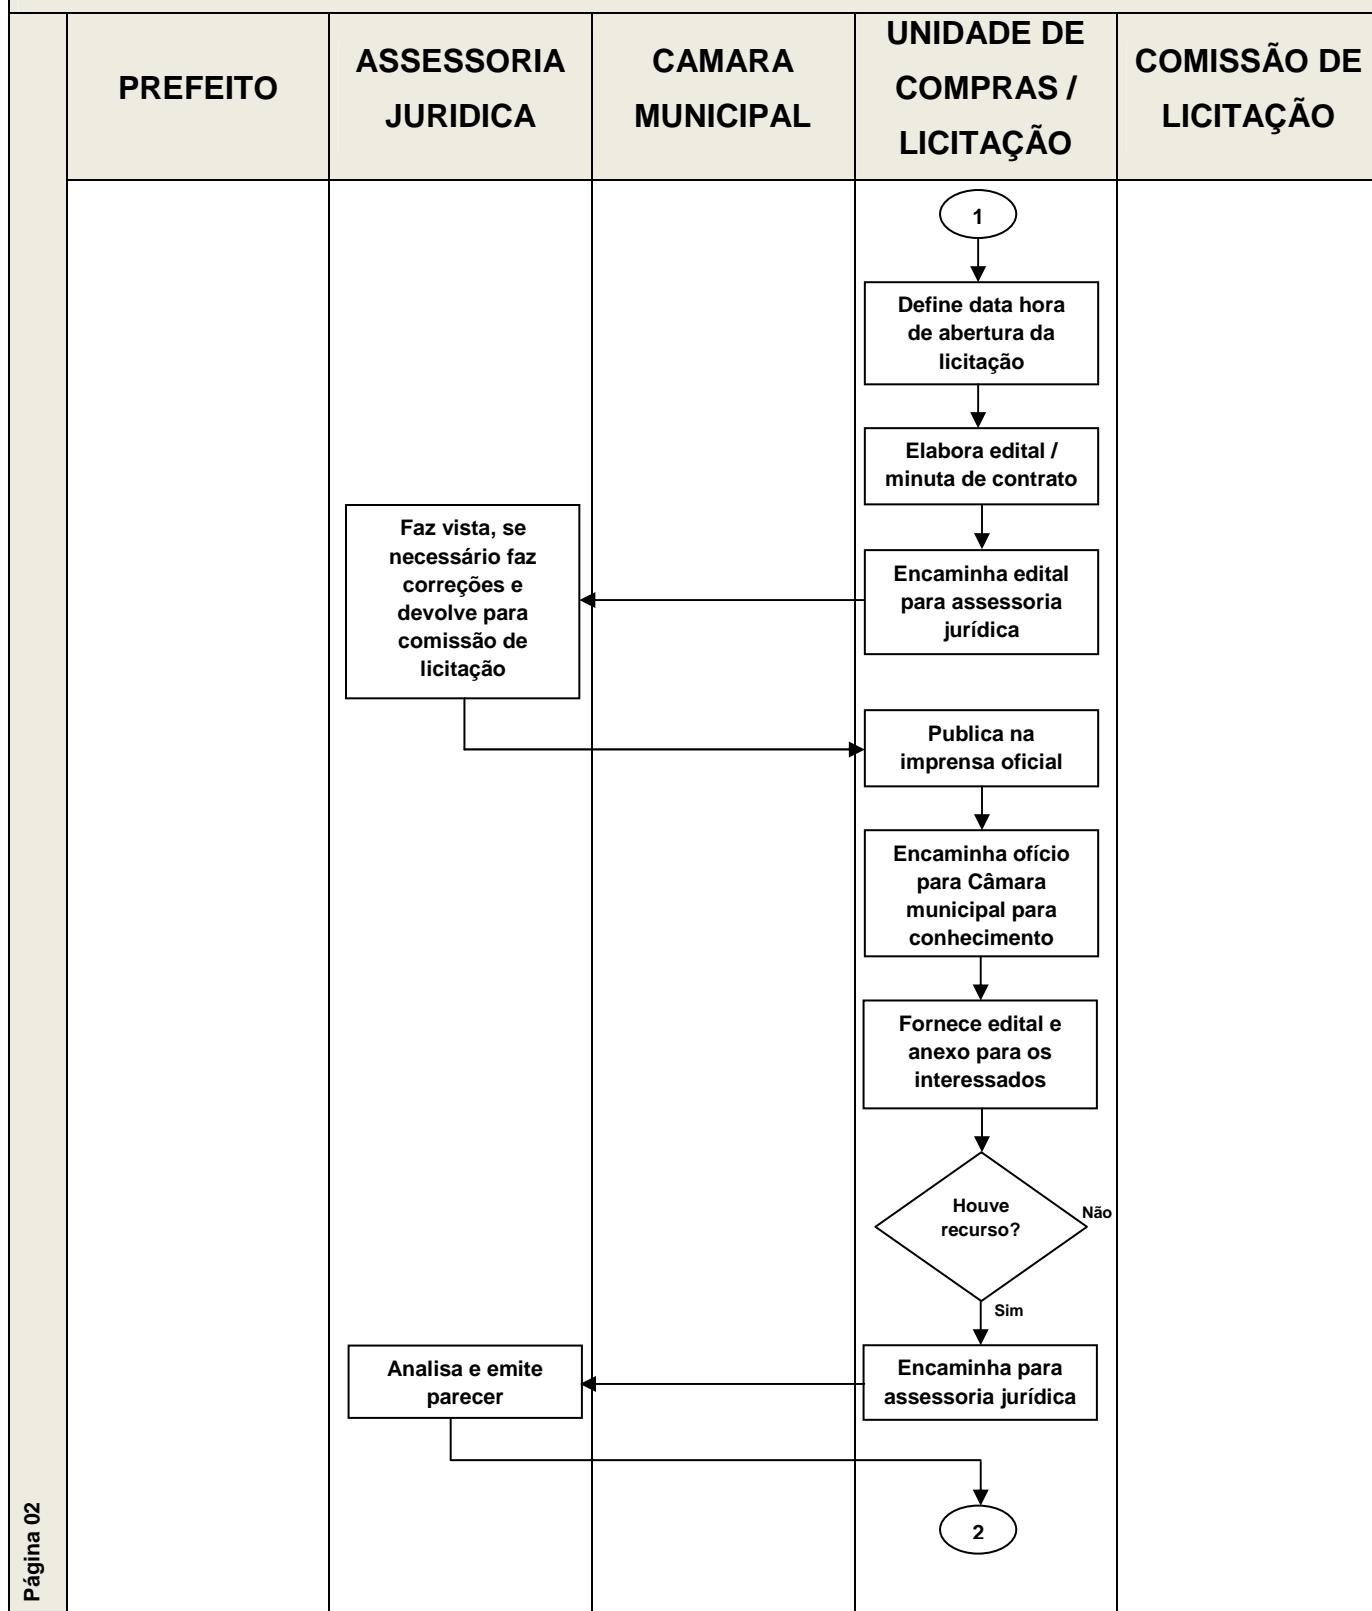 PREFEITO
ASSESSORIA
JURIDICA
CAMARA
MUNICIPAL
UNIDADE DE
COMPRAS /
LICITAÇÃO
COMISSÃO DE
LICITAÇÃO
1
Define data hora
de abertura da
licitação
Elabora edital /
minuta de contrato
Encaminha edital
para assessoria
jurídica
Faz vista, se
necessário faz
correções e
devolve para
comissão de
licitação
Publica na
imprensa oficial
Encaminha ofício
para Câmara
municipal para
conhecimento
Fornece edital e
anexo para os
interessados
Houve
recurso?
Não
Sim
Encaminha para
assessoria jurídica
Analisa e emite
parecer
2
Página 02